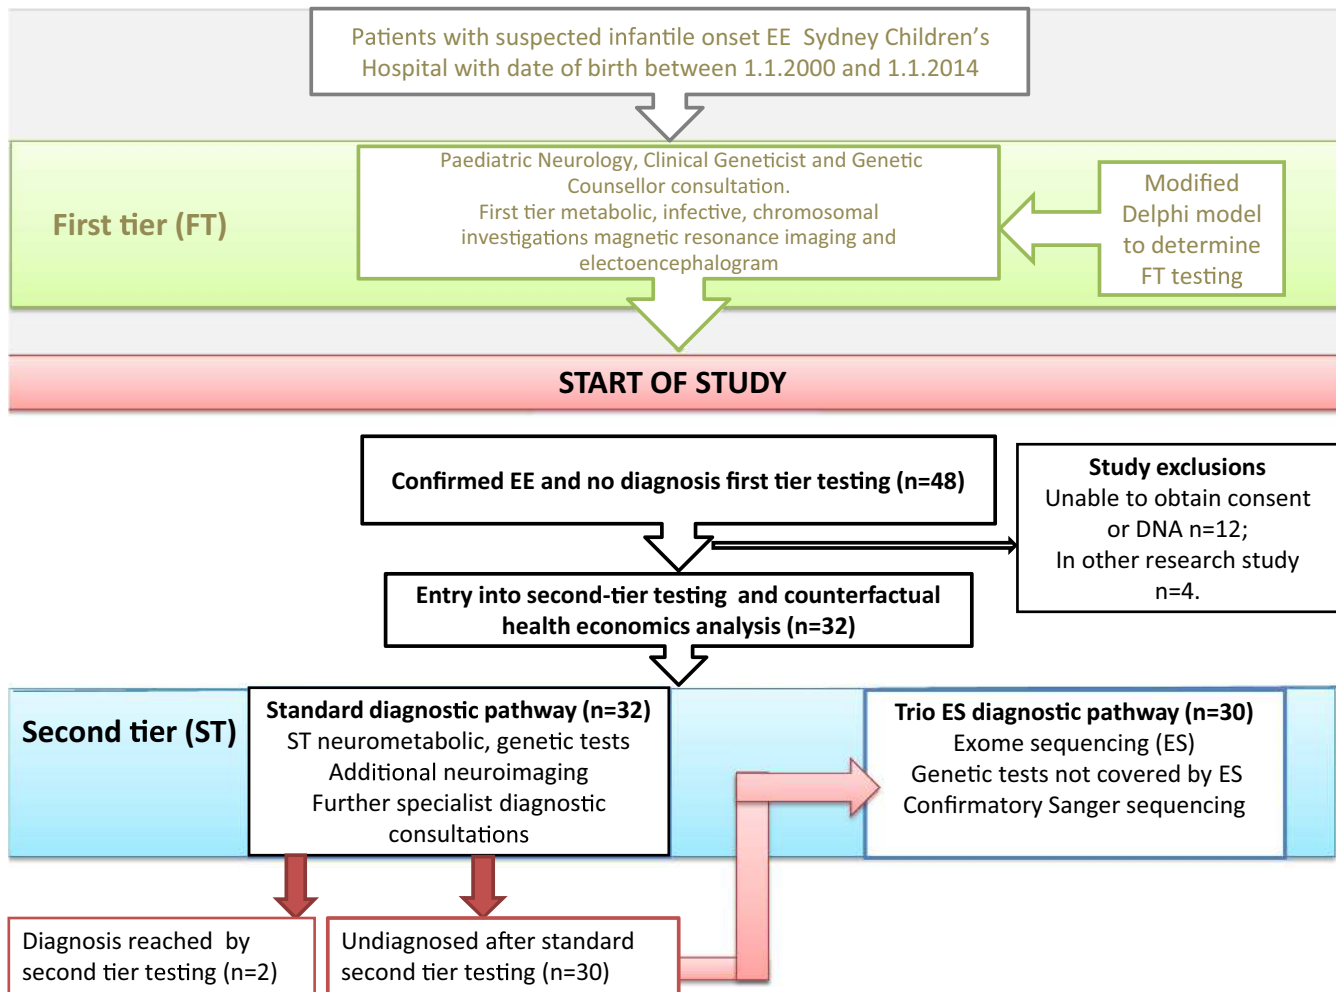 Patients with suspected infantile onset EE Sydney Children's
Hospital with date of birth between 1.1.2000 and 1.1.2014
First tier (FT)
Paediatric Neurology, Clinical Geneticist and Genetic
Counsellor consultation.
First tier metabolic, infective, chromosomal
investigations magnetic resonance imaging and
electoencephalogram
Modified
Delphi model
to determine
FT testing
START OF STUDY
Confirmed EE and no diagnosis first tier testing (n=48)
Study exclusions
Unable to obtain consent
or DNA n=12;
In other research study
n=4.
Entry into second-tier testing and counterfactual
health economics analysis (n=32)
Second tier (ST)
Standard diagnostic pathway (n=32)
ST neurometabolic, genetic tests
Additional neuroimaging
Further specialist diagnostic
consultations
Trio ES diagnostic pathway (n=30)
Exome sequencing (ES)
Genetic tests not covered by ES
Confirmatory Sanger sequencing
Diagnosis reached by
second tier testing (n=2)
Undiagnosed after standard
second tier testing (n=30)